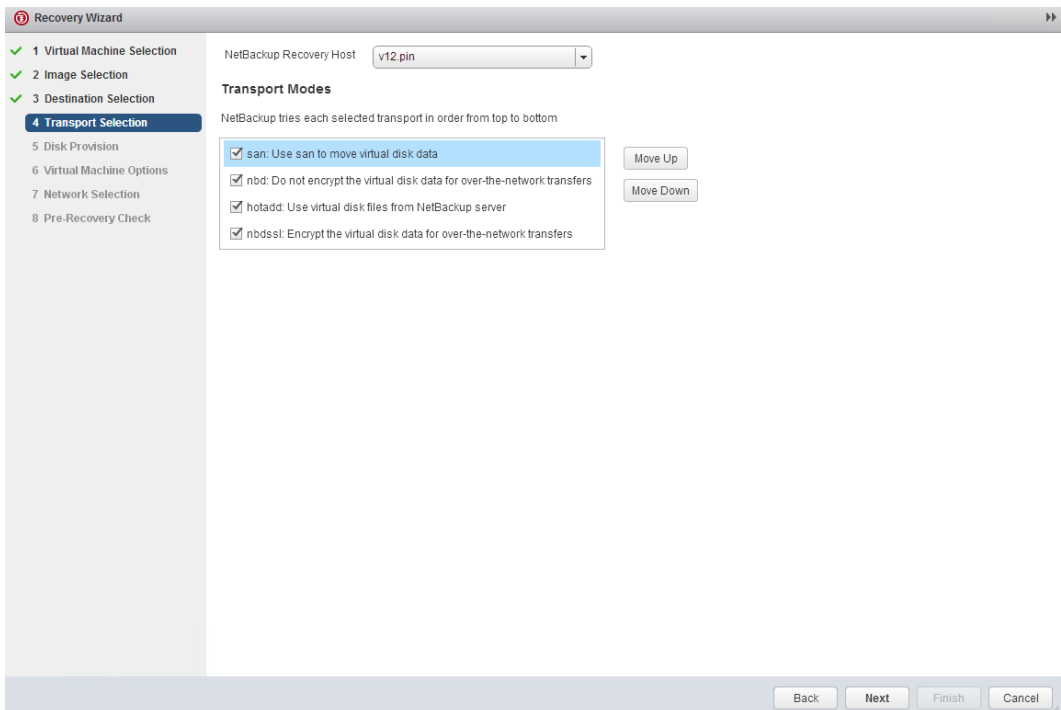 Recovery Wizard
1 Virtual Machine Selection
2 Image Selection
3 Destination Selection
4 Transport Selection
5 Disk Provision
6 Virtual Machine Options
7 Network Selection
8 Pre-Recovery Check
NetBackup Recovery Host v12.pin
Transport Modes
NetBackup tries each selected transport in order from top to bottom
san: Use san to move virtual disk data
nbd: Do not encrypt the virtual disk data for over-the-network transfers
hotadd: Use virtual disk files from NetBackup server
nbdssl: Encrypt the virtual disk data for over-the-network transfers
Move Up
Move Down
Back Next Finish Cancel